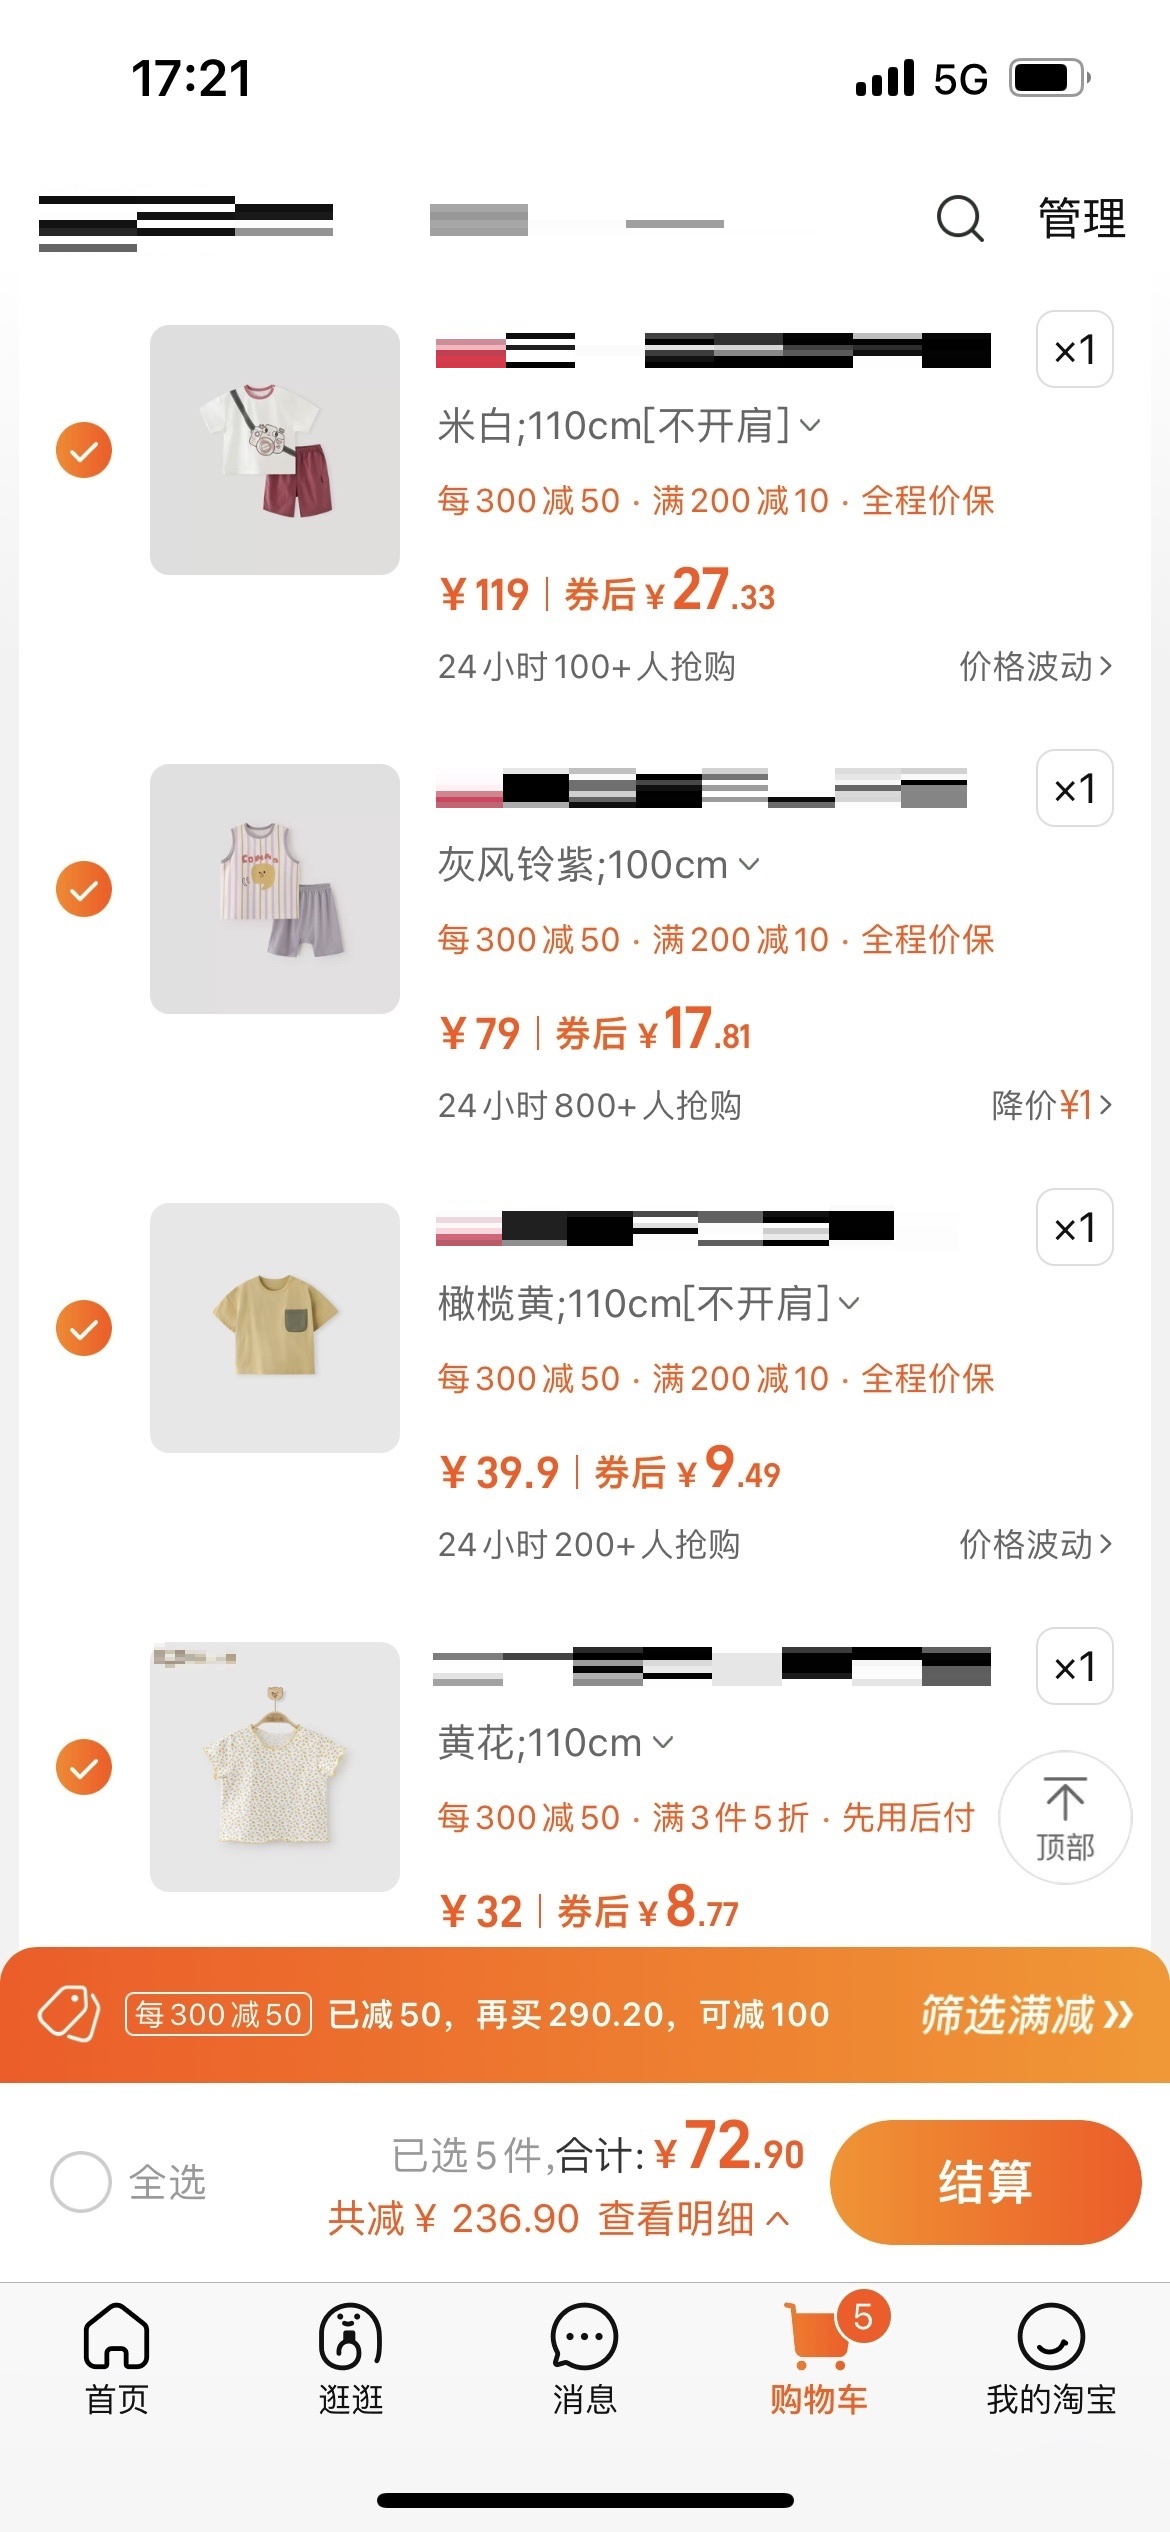 17:21
5G
管理
×1
米白;110cm[不开肩]
每300减50 · 满200减10 · 全程价保
¥119 券后 ¥27.33
24小时100+人抢购 价格波动
×1
灰风铃紫;100cm
每300减50 · 满200减10 · 全程价保
¥79 券后 ¥17.81
24小时800+人抢购 降价¥1
×1
橄榄黄;110cm[不开肩]
每300减50 · 满200减10 · 全程价保
¥39.9 券后 ¥9.49
24小时200+人抢购 价格波动
×1
黄花;110cm
每300减50 · 满3件5折 · 先用后付
顶部
¥32 券后 ¥8.77
每300减50 已减50，再买290.20，可减100 筛选满减
全选
已选5件,合计: ¥72.90
共减 ¥ 236.90 查看明细
结算
5
首页 逛逛 消息 购物车 我的淘宝